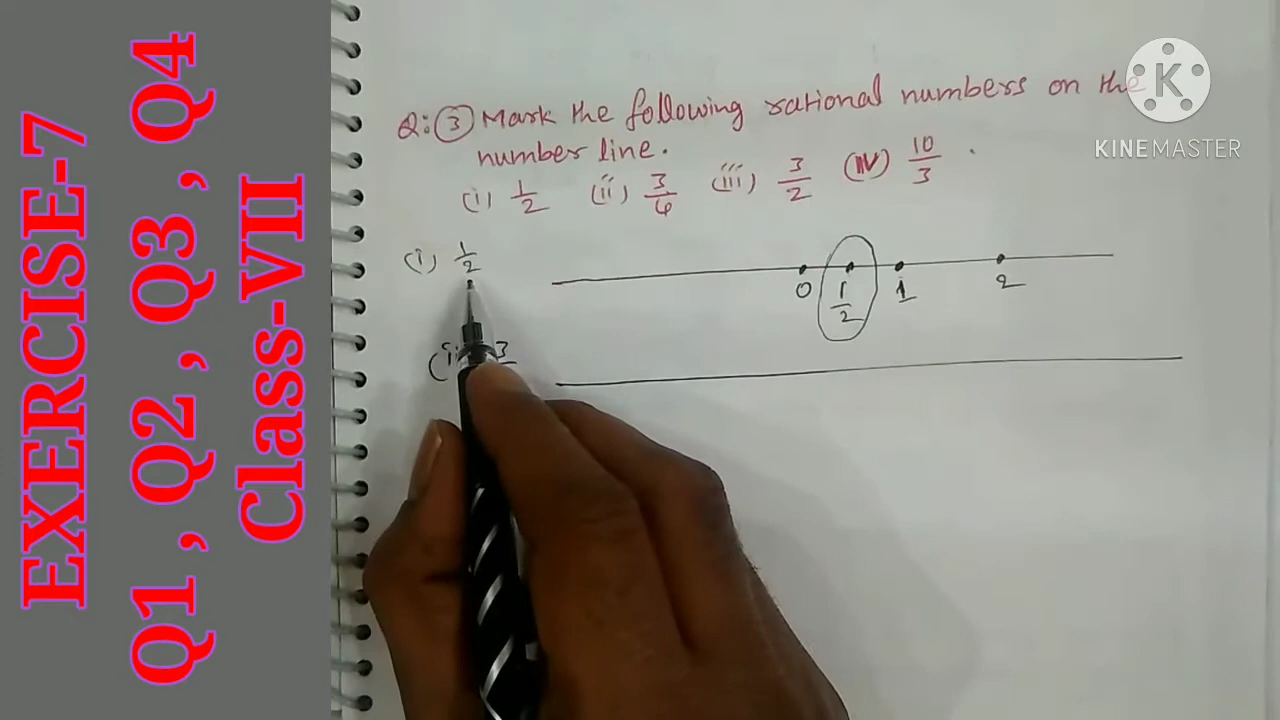 EXERCISE-7
Q1 , Q2 , Q3 , Q4
Class-VII
KINEMASTER
Q:③ Mark the following rational numbers on the
number line.
(i) 1/2 (ii) 3/4 (iii) 3/2 (IV) 10/3 .
(i) 1/2
0 1/2 1 2
3